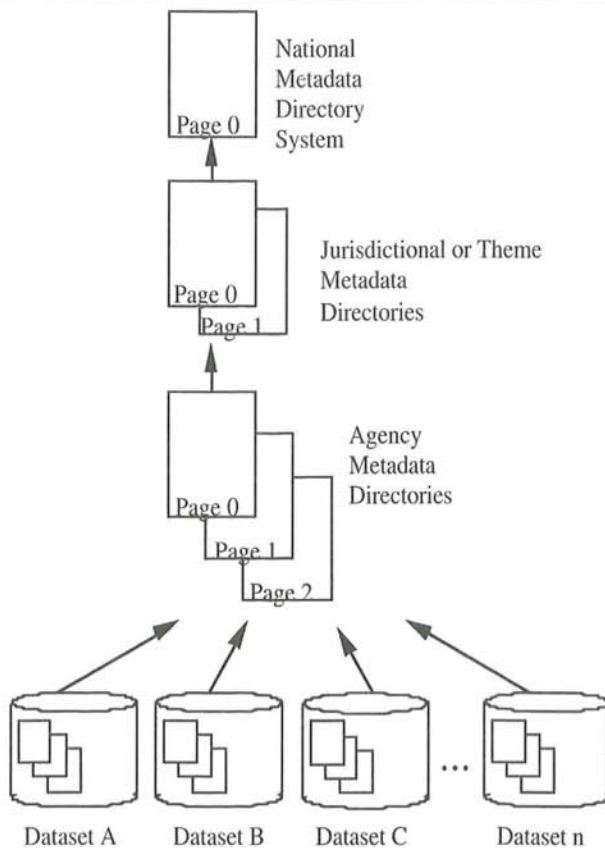 National
Metadata
Directory
System
Page 0
Jurisdictional or Theme
Metadata
Directories
Page 0
Page 1
Agency
Metadata
Directories
Page 0
Page 1
Page 2
...
Dataset A Dataset B Dataset C Dataset n